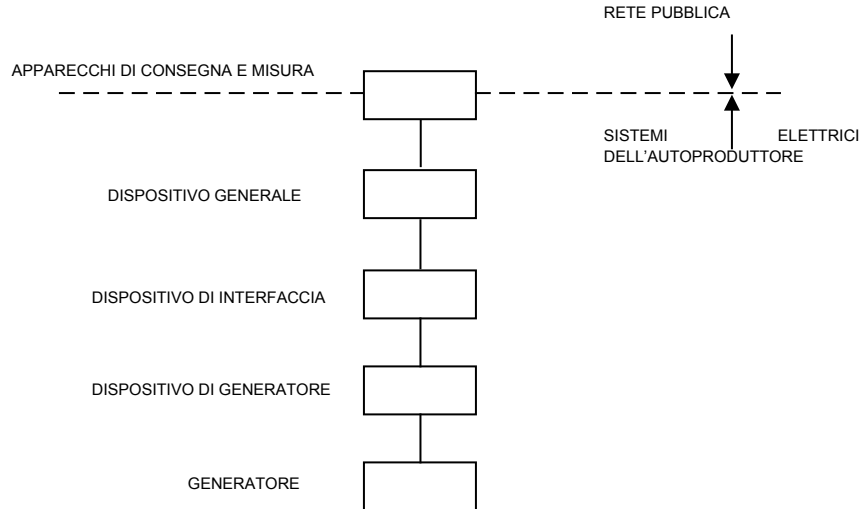 RETE PUBBLICA
APPARECCHI DI CONSEGNA E MISURA
SISTEMI ELETTRICI
DELL'AUTOPRODUTTORE
DISPOSITIVO GENERALE
DISPOSITIVO DI INTERFACCIA
DISPOSITIVO DI GENERATORE
GENERATORE